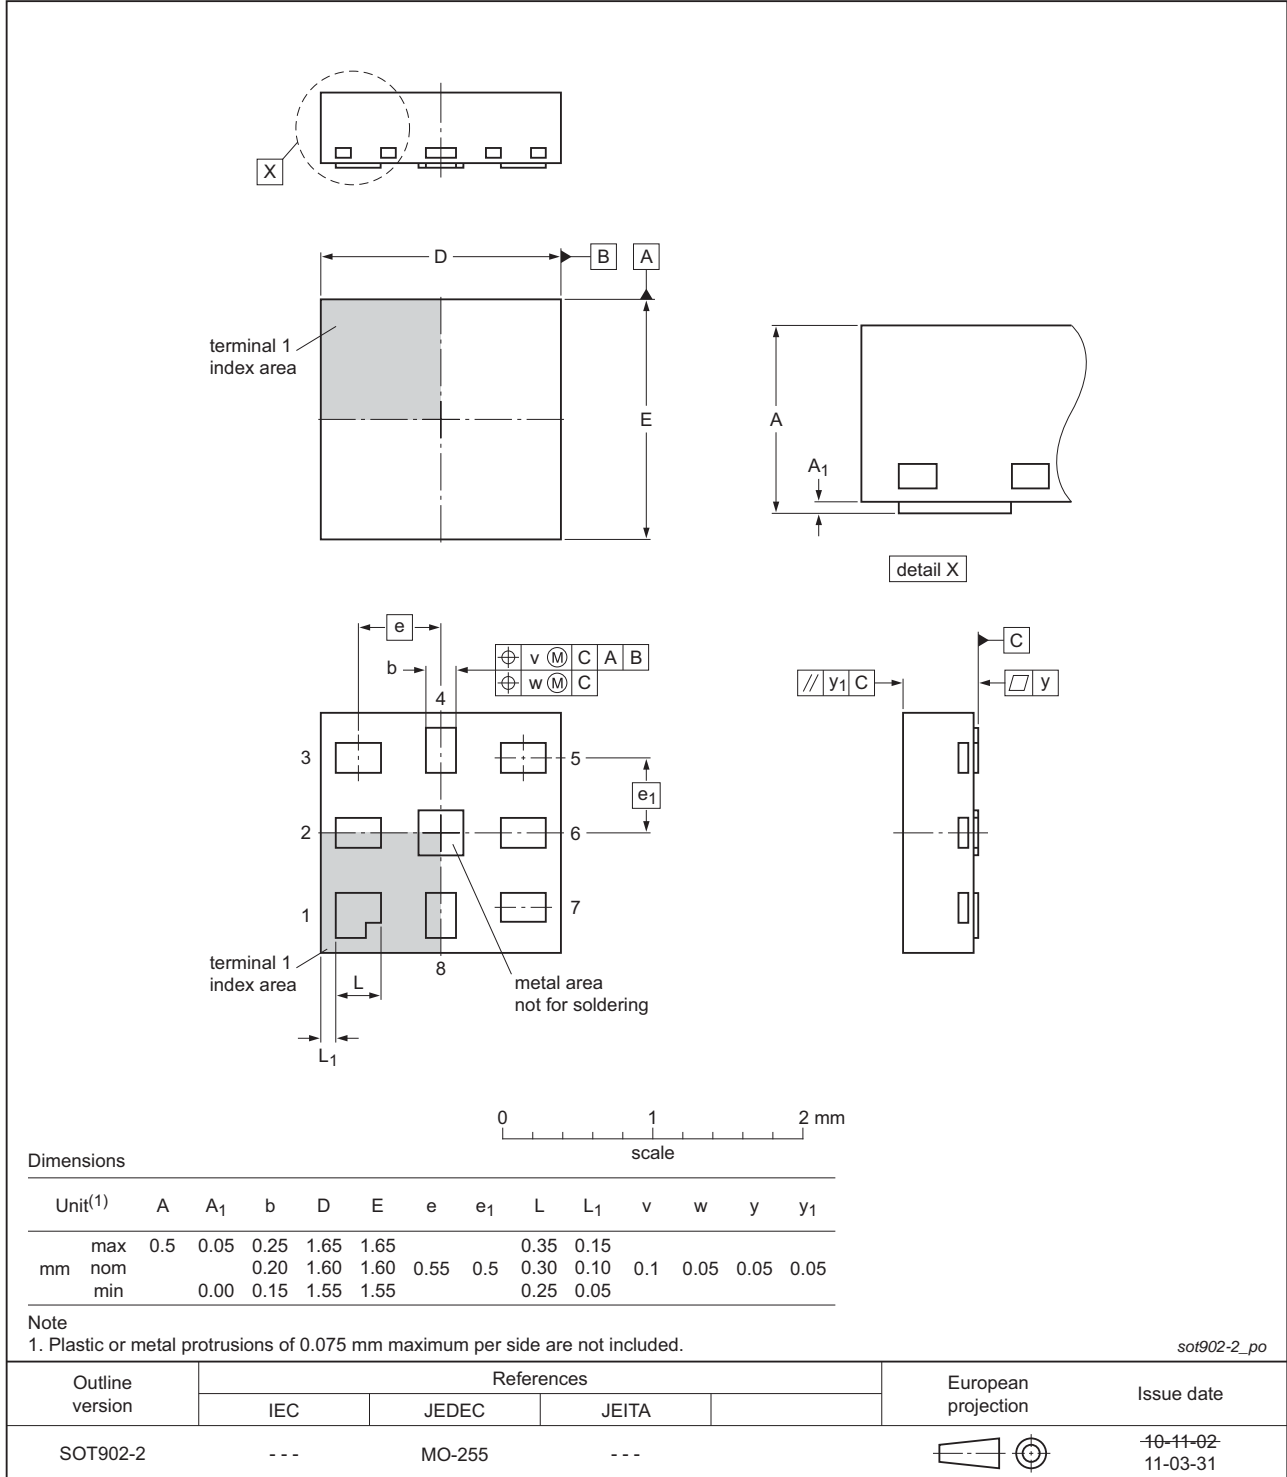 X
D
B
A
terminal 1
index area
E
A
A1
detail X
e
b
v M C A B
w M C
4
3
5
e1
2
6
1
7
terminal 1
index area
8
L
metal area
not for soldering
L1
C
// y1 C
y
0 1 2 mm
scale
Dimensions
Unit(1) A A1 b D E e e1 L L1 v w y y1
max 0.5 0.05 0.25 1.65 1.65 0.35 0.15
mm nom 0.20 1.60 1.60 0.55 0.5 0.30 0.10 0.1 0.05 0.05 0.05
min 0.00 0.15 1.55 1.55 0.25 0.05
Note
1. Plastic or metal protrusions of 0.075 mm maximum per side are not included.
sot902-2_po
Outline
version
References
IEC JEDEC JEITA
European
projection
Issue date
SOT902-2 - - - MO-255 - - -
10-11-02
11-03-31